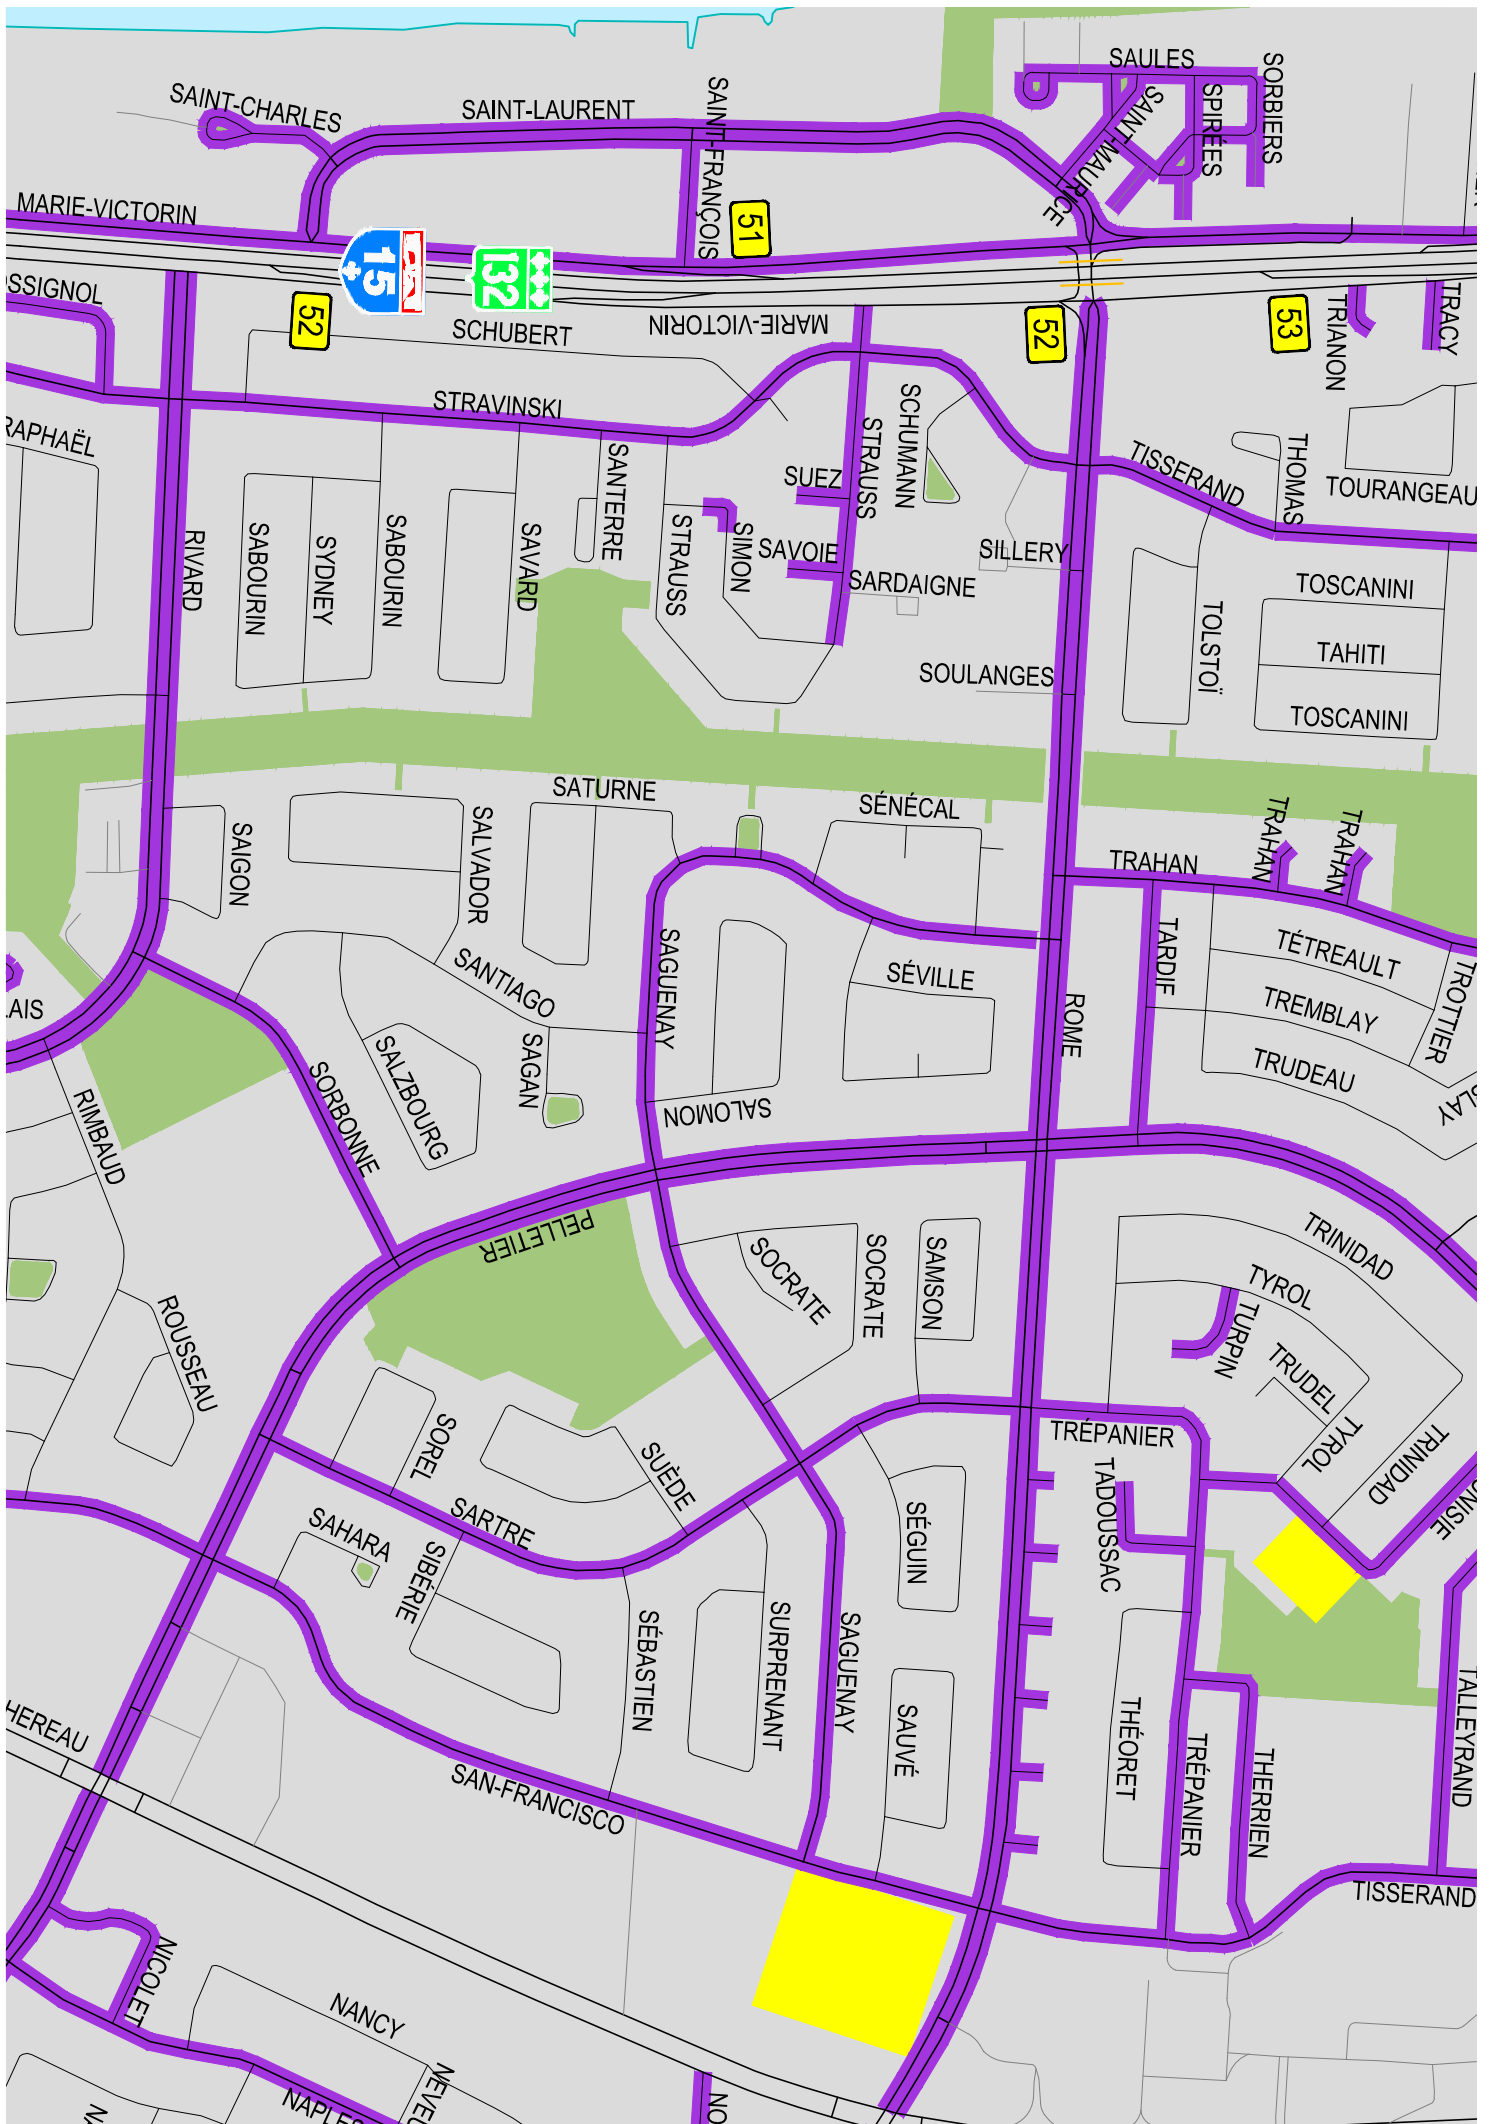 SAULES
SORBIERS
SAINT-CHARLES
SAINT-LAURENT
SAINT-FRANÇOIS
SAINT-MAURICE
SPIRÉES
MARIE-VICTORIN
51
15
132
52
SCHUBERT
MARIE-VICTORIN
52
53
TRIANON
TRACY
STRAVINSKI
STRAUSS
SCHUMANN
TISSERAND
THOMAS
TOURANGEAU
RAPHAËL
RIVARD
SABOURIN
SYDNEY
SABOURIN
SAVARD
SANTERRE
STRAUSS
SIMON
SUEZ
SAVOIE
SARDAIGNE
SILLERY
SOULANGES
TOLSTOÏ
TOSCANINI
TAHITI
TOSCANINI
SATURNE
SÉNÉCAL
SAIGON
SALVADOR
TRAHAN
TRAHAN
TRAHAN
SANTIAGO
SAGUENAY
SÉVILLE
ROME
TARDIF
TÉTREAULT
TREMBLAY
TRUDEAU
TROTTIER
SAGAN
SALZBOURG
SORBONNE
SALOMON
RIMBAUD
PELLETIER
ROUSSEAU
SOCRATE
SOCRATE
SAMSON
TRINIDAD
TYROL
TURPIN
TRUDEL
TYROL
TRINIDAD
TRÉPANIER
TADOUSSAC
SOREL
SUÈDE
SARTRE
SAHARA
SIBÉRIE
SÉBASTIEN
SURPRENANT
SAGUENAY
SÉGUIN
SAUVÉ
THÉORET
TRÉPANIER
THERRIEN
TALLEYRAND
TISSERAND
SAN-FRANCISCO
NICOLET
NANCY